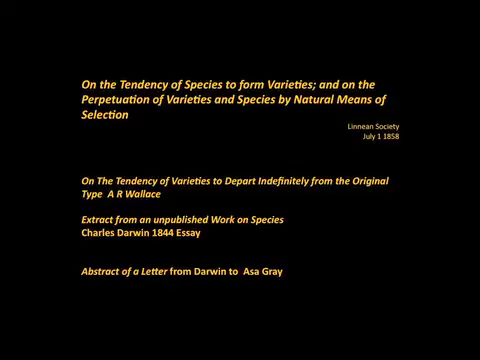 On the Tendency of Species to form Varieties; and on the
Perpetuation of Varieties and Species by Natural Means of
Selection
Linnean Society
July 1 1858
On The Tendency of Varieties to Depart Indefinitely from the Original
Type A R Wallace
Extract from an unpublished Work on Species
Charles Darwin 1844 Essay
Abstract of a Letter from Darwin to Asa Gray